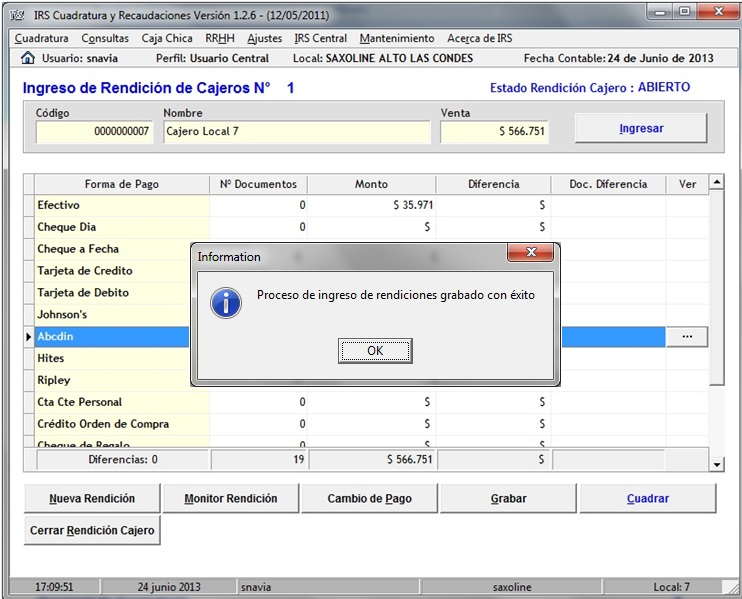 IRS Cuadratura y Recaudaciones Versión 1.2.6 - (12/05/2011)
Cuadratura Consultas Caja Chica RRHH Ajustes IRS Central Mantenimiento Acerca de IRS
Usuario: snavia Perfil: Usuario Central Local: SAXOLINE ALTO LAS CONDES Fecha Contable: 24 de Junio de 2013
Ingreso de Rendición de Cajeros Nº 1 Estado Rendición Cajero : ABIERTO
Código Nombre Venta
0000000007 Cajero Local 7 $ 566.751 Ingresar
Forma de Pago Nº Documentos Monto Diferencia Doc. Diferencia Ver
Efectivo 0 $ 35.971 $
Cheque Dia 0 $ $
Cheque a Fecha
Information
Tarjeta de Credito
Tarjeta de Debito
Proceso de ingreso de rendiciones grabado con éxito
Johnson's
Abcdin ...
OK
Hites
Ripley
Cta Cte Personal 0 $ $
Crédito Orden de Compra 0 $ $
Cheque de Regalo 0 $ $
Diferencias: 0 19 $ 566.751 $
Nueva Rendición Monitor Rendición Cambio de Pago Grabar Cuadrar
Cerrar Rendición Cajero
17:09:51 24 junio 2013 snavia saxoline Local: 7